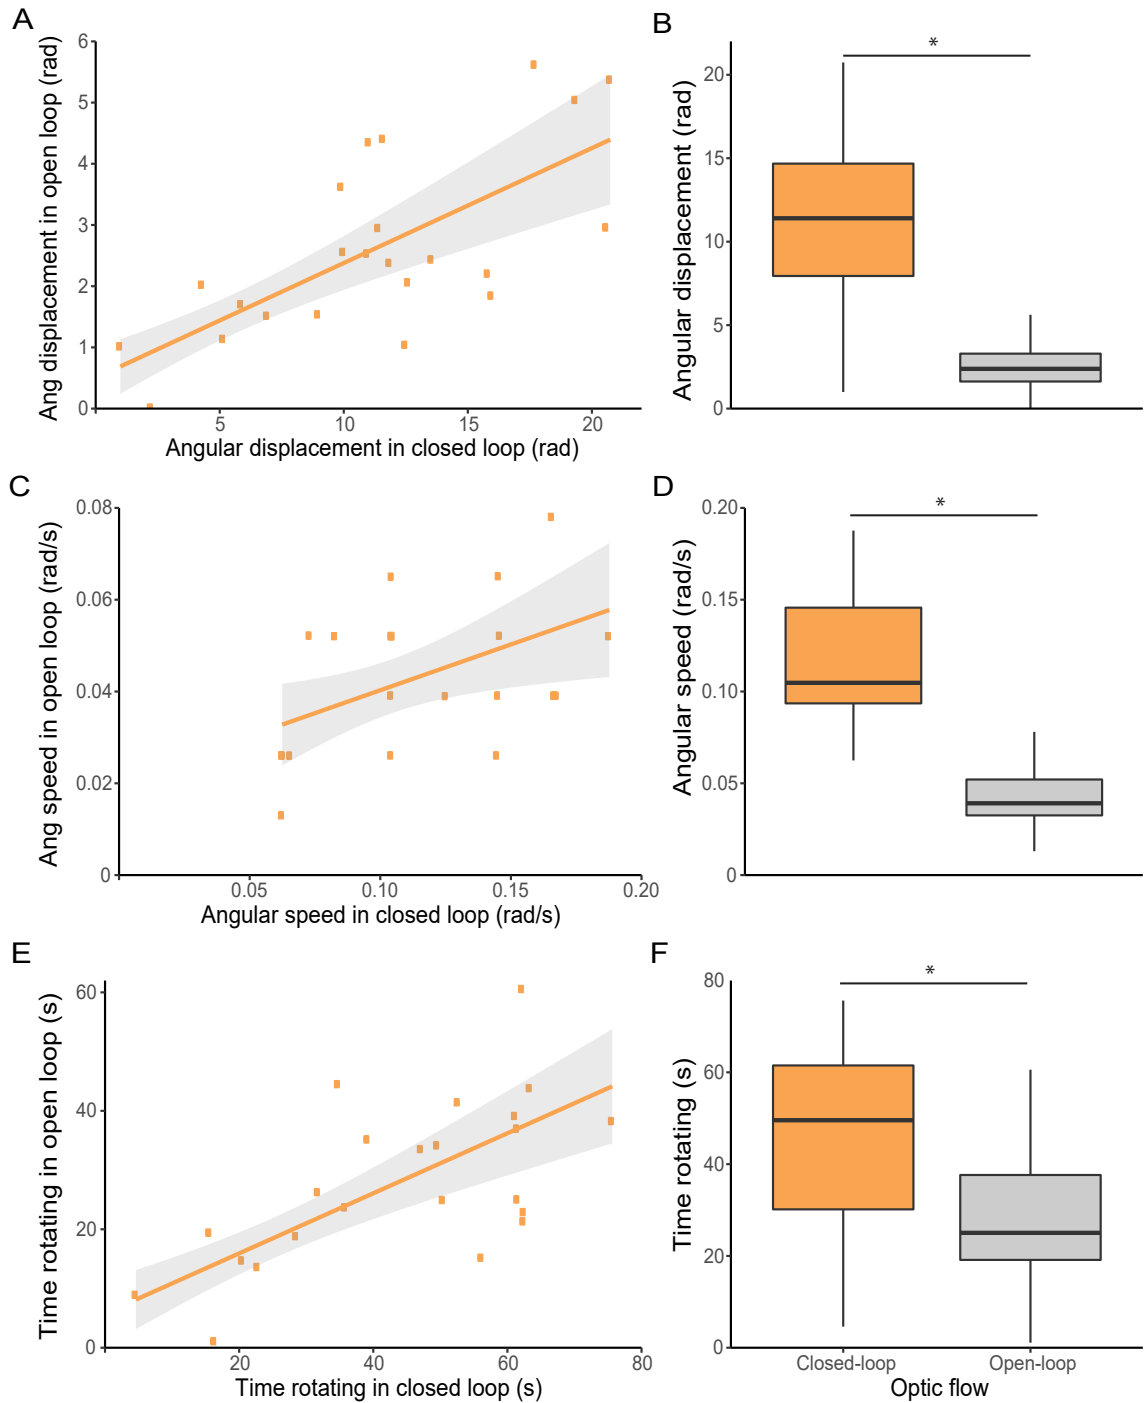 A
Ang displacement in open loop (rad)
6
5
4
3
2
1
0
5
10
15
20
Angular displacement in closed loop (rad)
B
Angular displacement (rad)
20
15
10
5
0
*
C
Ang speed in open loop (rad/s)
0.08
0.06
0.04
0.02
0
0.05
0.10
0.15
0.20
Angular speed in closed loop (rad/s)
D
Angular speed (rad/s)
0.20
0.15
0.10
0.05
0
*
E
Time rotating in open loop (s)
60
40
20
0
20
40
60
80
Time rotating in closed loop (s)
F
Time rotating (s)
80
60
40
20
0
*
Closed-loop
Open-loop
Optic flow